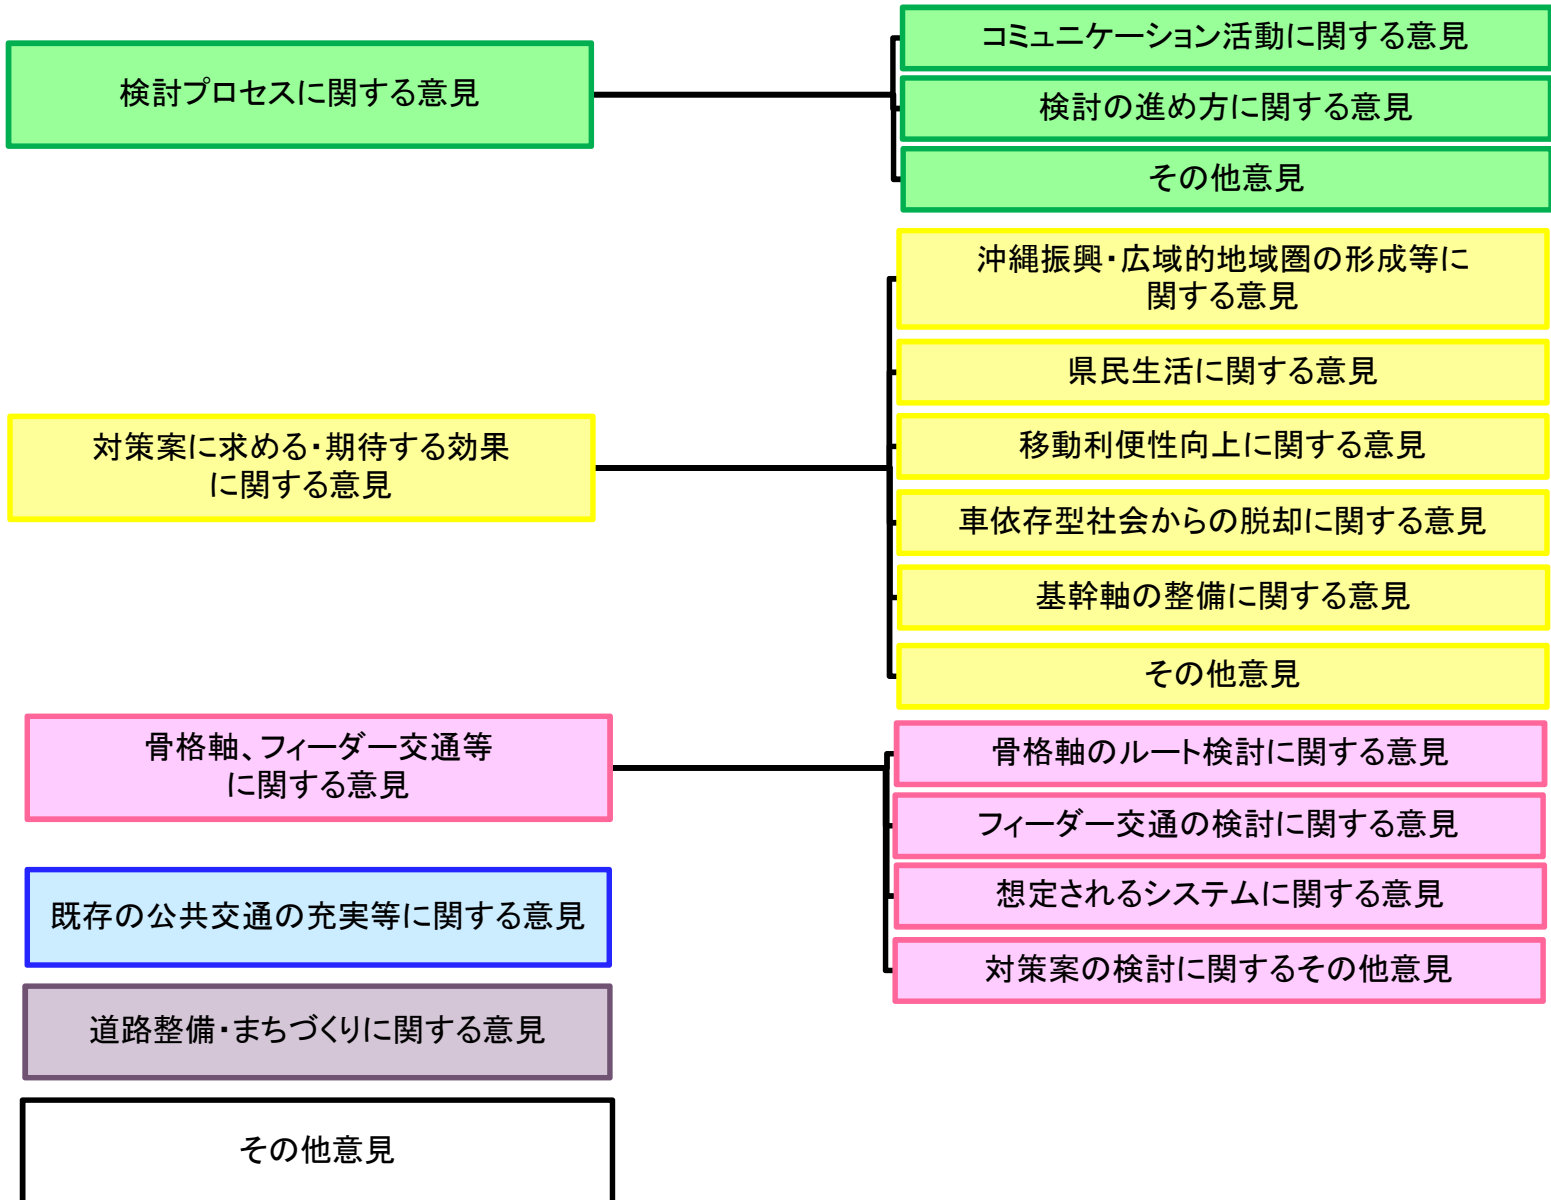 検討プロセスに関する意見
コミュニケーション活動に関する意見
検討の進め方に関する意見
その他意見
対策案に求める・期待する効果
に関する意見
沖縄振興・広域的地域圏の形成等に
関する意見
県民生活に関する意見
移動利便性向上に関する意見
車依存型社会からの脱却に関する意見
基幹軸の整備に関する意見
その他意見
骨格軸、フィーダー交通等
に関する意見
骨格軸のルート検討に関する意見
フィーダー交通の検討に関する意見
想定されるシステムに関する意見
対策案の検討に関するその他意見
既存の公共交通の充実等に関する意見
道路整備・まちづくりに関する意見
その他意見